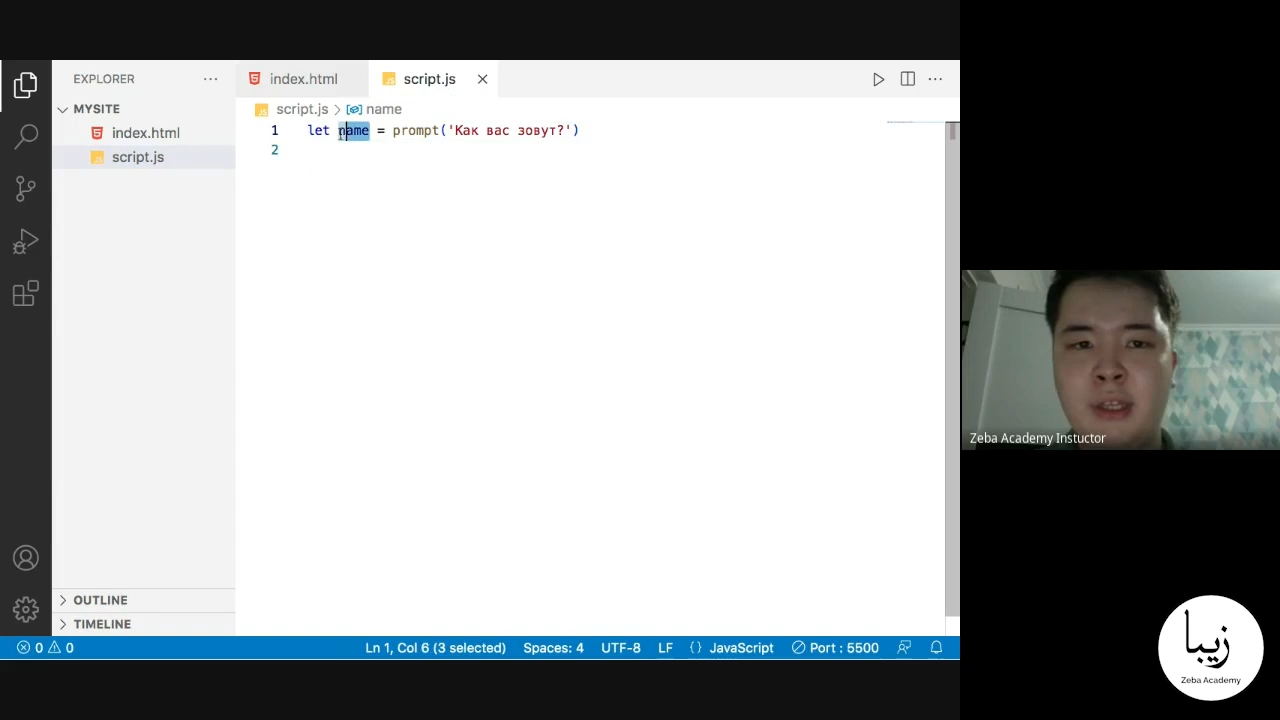 EXPLORER ···
index.html
script.js
MYSITE
script.js > name
index.html
1 let name = prompt('Как вас зовут?')
script.js
2
Zeba Academy Instuctor
OUTLINE
TIMELINE
زيبا
Zeba Academy
0 0 Ln 1, Col 6 (3 selected) Spaces: 4 UTF-8 LF {} JavaScript Port : 5500